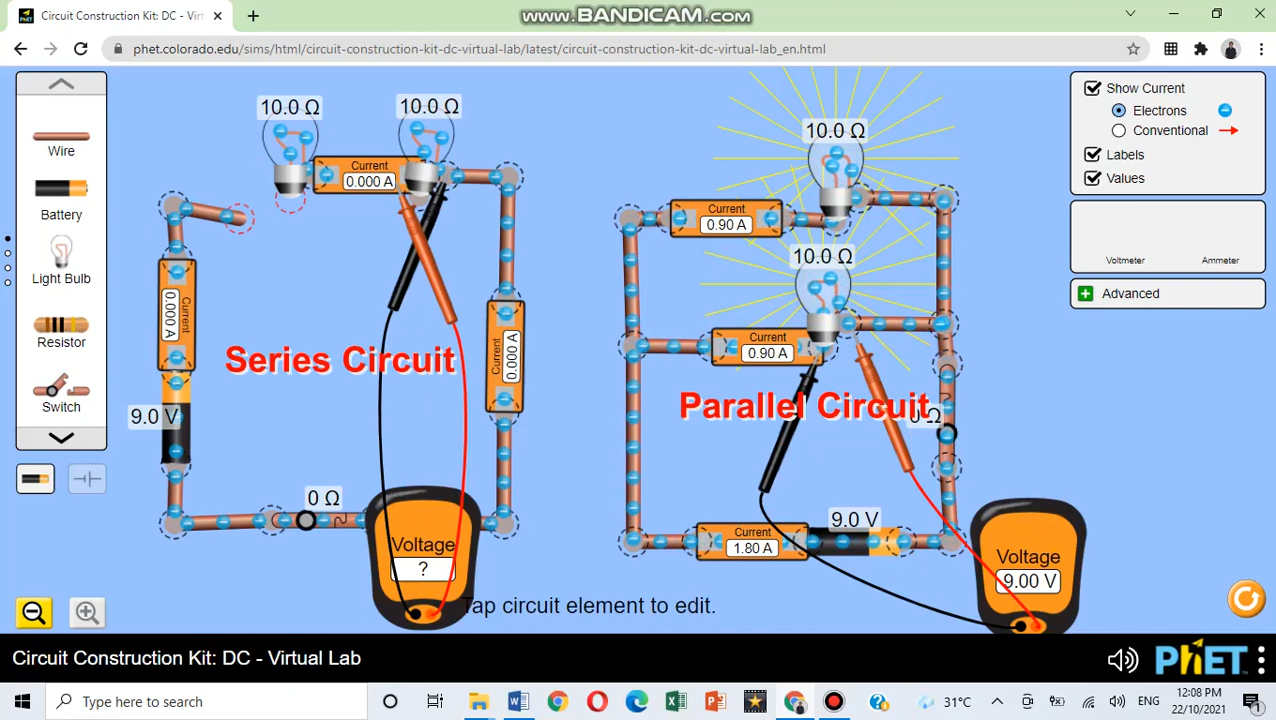 Circuit Construction Kit: DC - Virt
www.BANDICAM.com
phet.colorado.edu/sims/html/circuit-construction-kit-dc-virtual-lab/latest/circuit-construction-kit-dc-virtual-lab_en.html
Wire
Battery
Light Bulb
Resistor
Switch
10.0 Ω
10.0 Ω
Current
0.000 A
Current
0.000 A
Series Circuit
Current
0.000 A
9.0 V
0 Ω
Voltage
?
10.0 Ω
Current
0.90 A
10.0 Ω
Current
0.90 A
Parallel Circuit
Ω
9.0 V
Current
1.80 A
Voltage
9.00 V
Tap circuit element to edit.
Show Current
Electrons
Conventional
Labels
Values
Voltmeter
Ammeter
Advanced
Circuit Construction Kit: DC - Virtual Lab
PhET
Type here to search
31°C
ENG
12:08 PM
22/10/2021